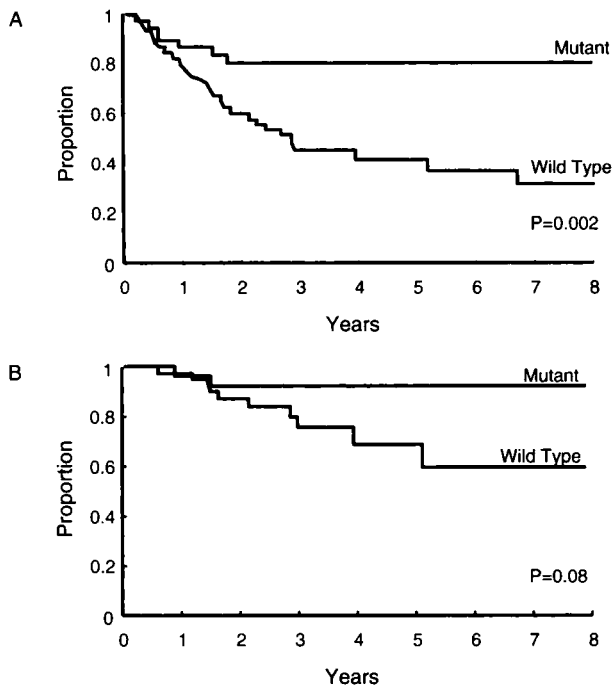 A
1
0.8
0.6
0.4
0.2
0
Proportion
Mutant
Wild Type
P=0.002
0 1 2 3 4 5 6 7 8
Years
B
1
0.8
0.6
0.4
0.2
0
Proportion
Mutant
Wild Type
P=0.08
0 1 2 3 4 5 6 7 8
Years